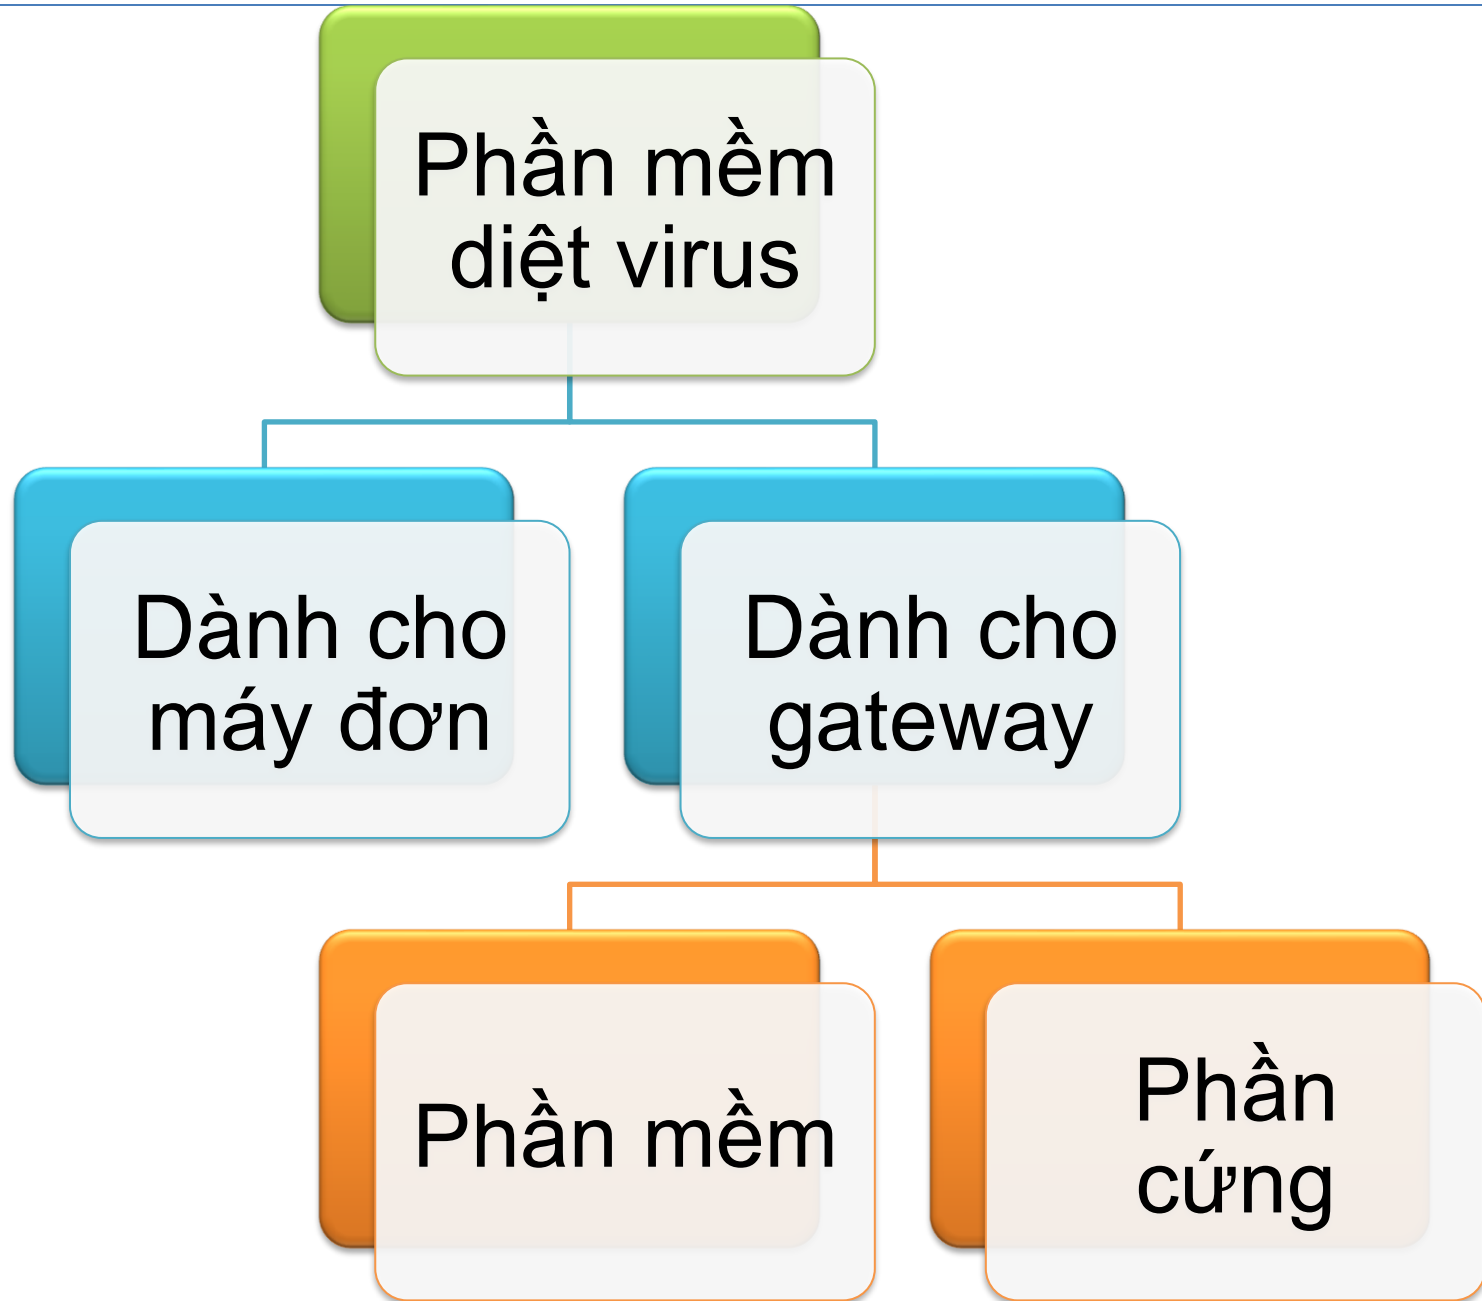 Phần mềm
diệt virus
Dành cho
máy đơn
Dành cho
gateway
Phần mềm
Phần
cứng